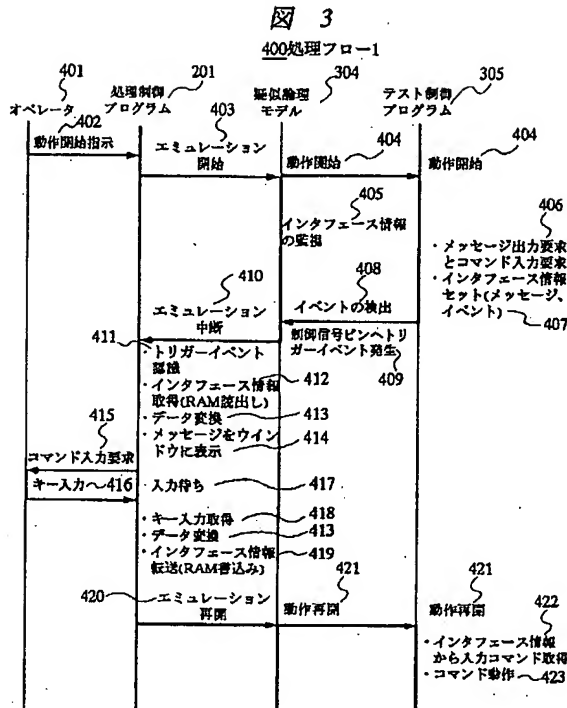 図 3
400処理フロー1
401
オペレータ
処理制御
プログラム
201
疑似論理
モデル
304
テスト制御
プログラム
305
402
動作開始指示
403
エミュレーション
開始
404
動作開始
404
動作開始
405
インタフェース情報
の監視
406
・メッセージ出力要求
とコマンド入力要求
・インタフェース情報
セット(メッセージ、
イベント)
407
408
イベントの検出
410
エミュレーション
中断
制御信号ピンへトリ
ガーイベント発生
409
411
・トリガーイベント
認識
・インタフェース情報
取得(RAM読出し)
412
・データ変換
413
・メッセージをウイン
ドウに表示
414
415
コマンド入力要求
キー入力
416
入力待ち
417
・キー入力取得
418
・データ変換
413
・インタフェース情報
転送(RAM書込み)
419
420
エミュレーション
再開
421
動作再開
421
動作再開
422
・インタフェース情報
から入力コマンド取得
・コマンド動作
423